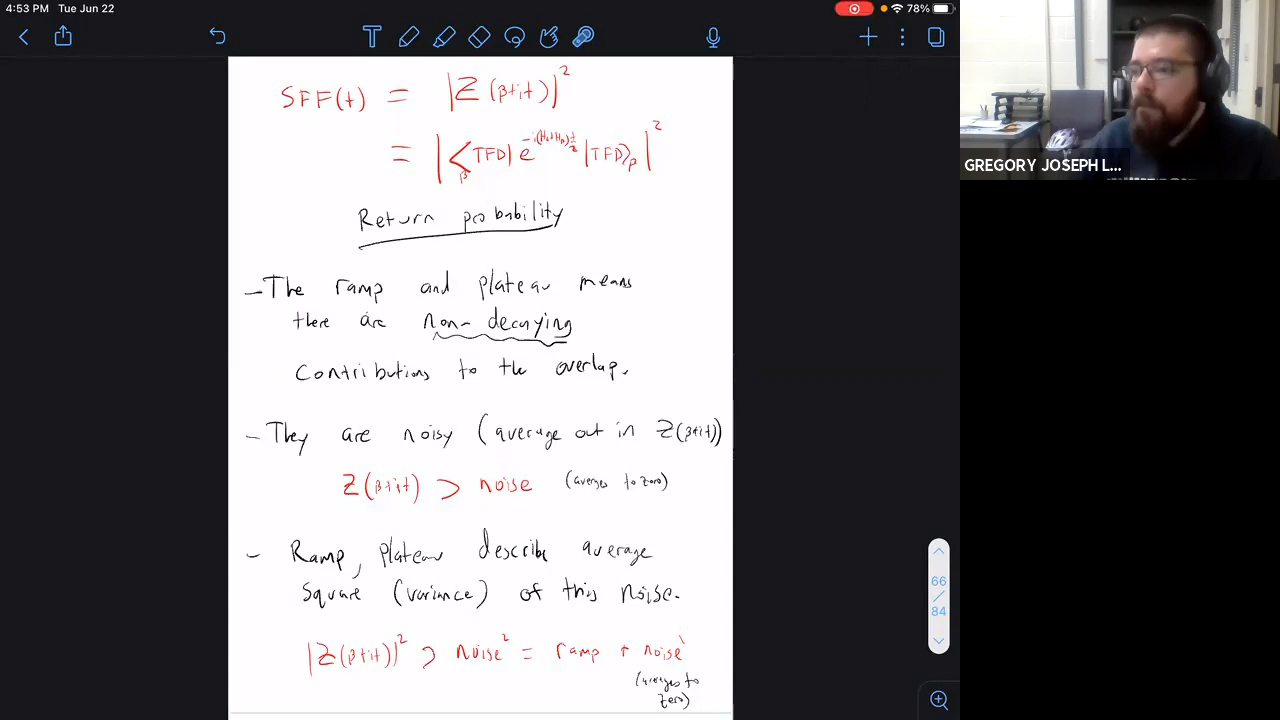 4:53 PM Tue Jun 22
78%
SFF(t) = |Z(β+it)|²
= |<TFD| e^{-i(H_L+H_R)t/2} |TFD>_β|²
β
Return probability
- The ramp and plateau means
there are non-decaying
contributions to the overlap.
- They are noisy (average out in Z(β+it))
Z(β+it) ⊃ noise (averges to zero)
- Ramp, plateau describe average
square (variance) of this noise.
|Z(β+it)|² ⊃ noise² = ramp + noise'
(averages to
zero)
66
/
84
GREGORY JOSEPH L...